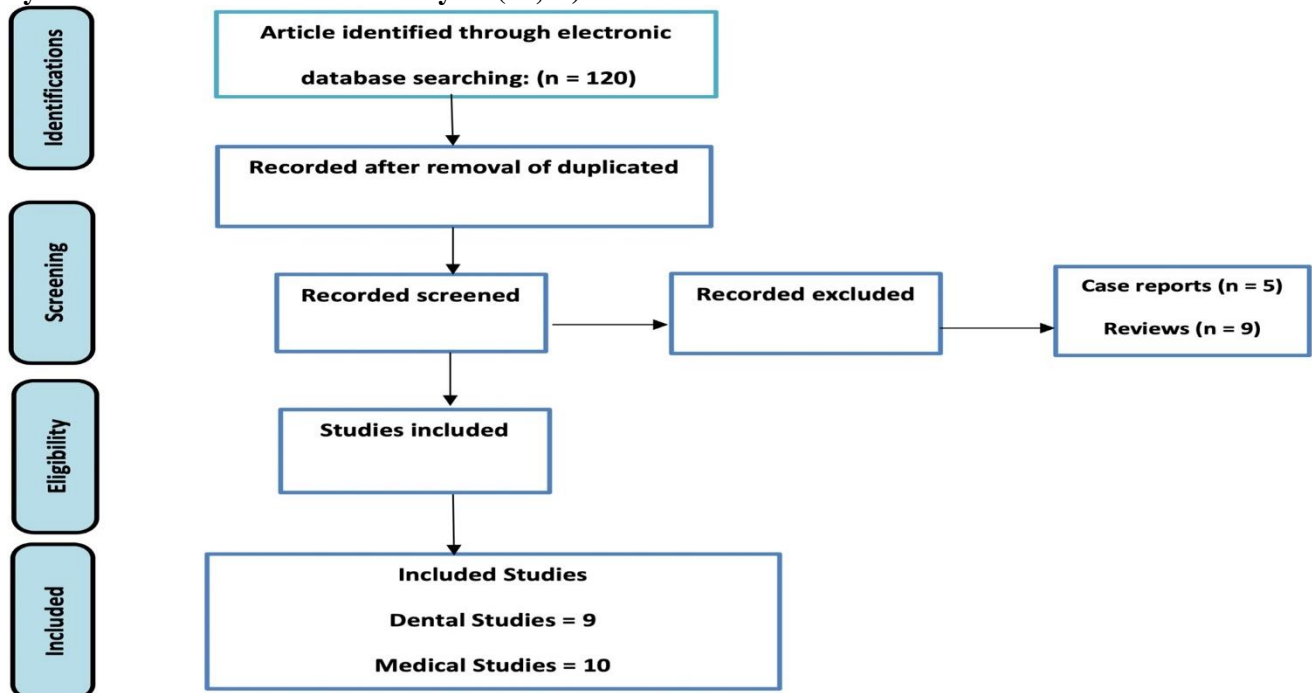 Identifications
Article identified through electronic
database searching: (n = 120)
Recorded after removal of duplicated
Screening
Recorded screened
Recorded excluded
Case reports (n = 5)
Reviews (n = 9)
Eligibility
Studies included
Included
Included Studies
Dental Studies = 9
Medical Studies = 10